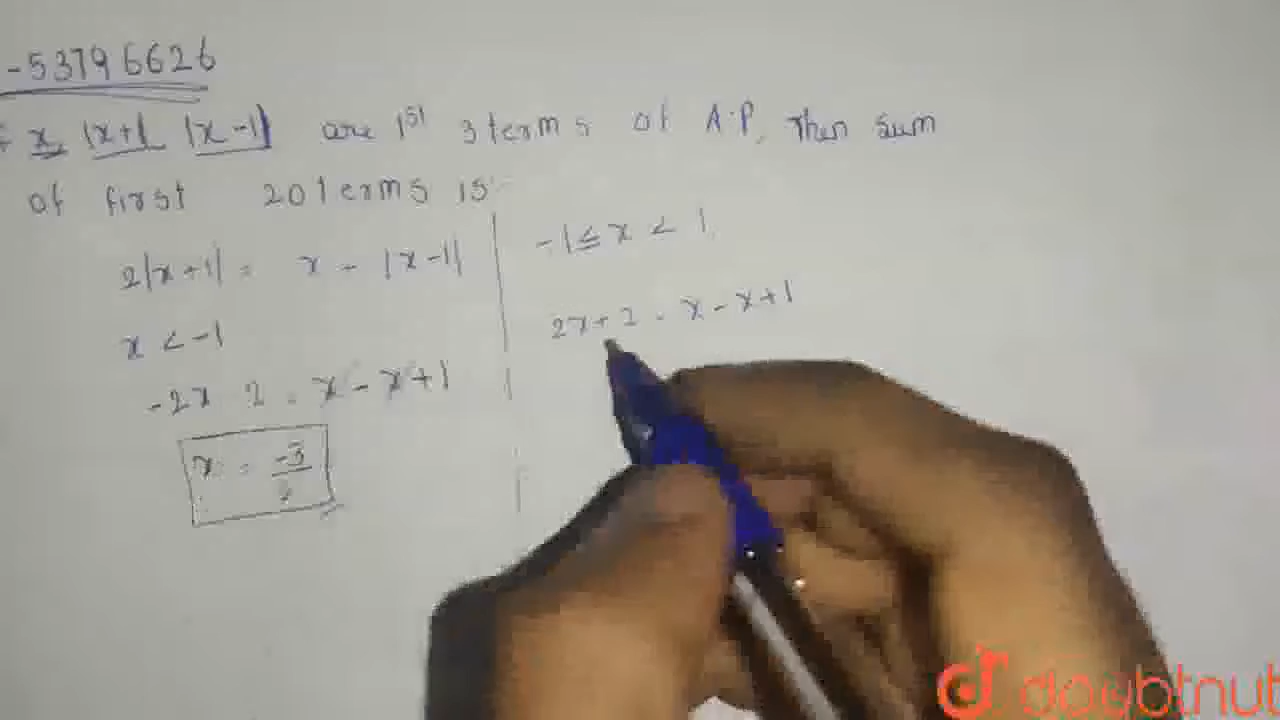 -53796626
x, |x+1|, |x-1| are 1st 3 terms of A.P, Then sum
of first 20 terms is
2|x+1| = x - |x-1|
x < -1
-2x 2 = x - x+1
x = -3/2
-1 ≤ x < 1
2x+2 = x - x+1
doubtnut